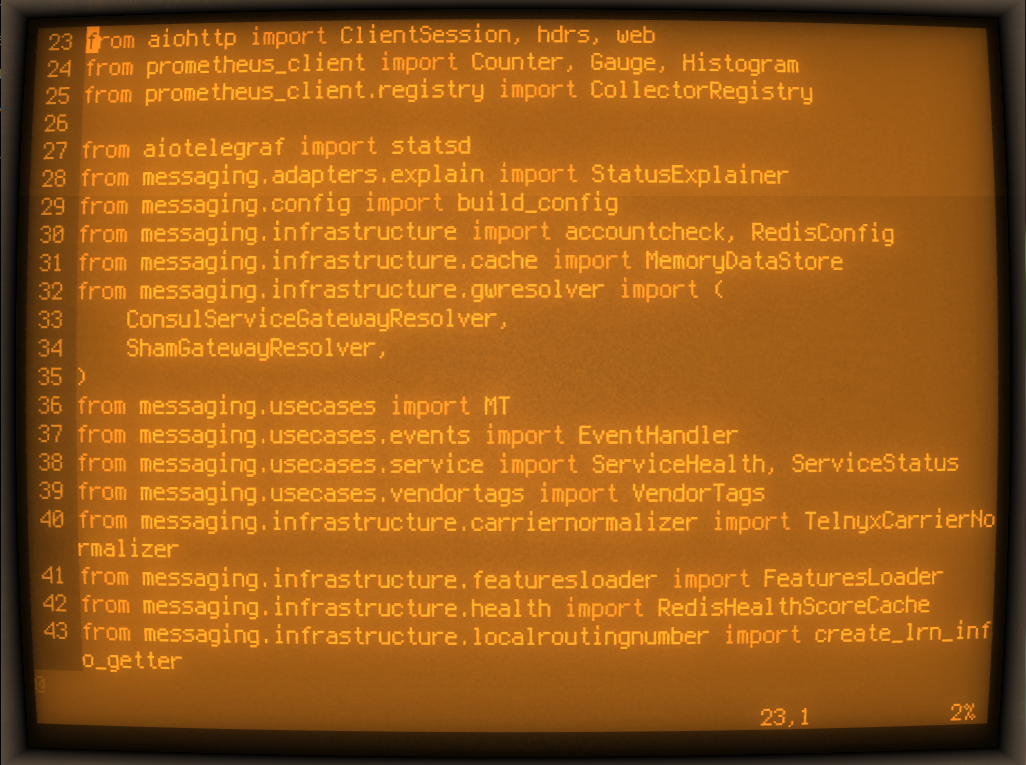 23 from aiohttp import ClientSession, hdrs, web
24 from prometheus_client import Counter, Gauge, Histogram
25 from prometheus_client.registry import CollectorRegistry
26
27 from aiotelegraf import statsd
28 from messaging.adapters.explain import StatusExplainer
29 from messaging.config import build_config
30 from messaging.infrastructure import accountcheck, RedisConfig
31 from messaging.infrastructure.cache import MemoryDataStore
32 from messaging.infrastructure.gwresolver import (
33     ConsulServiceGatewayResolver,
34     ShamGatewayResolver,
35 )
36 from messaging.usecases import MT
37 from messaging.usecases.events import EventHandler
38 from messaging.usecases.service import ServiceHealth, ServiceStatus
39 from messaging.usecases.vendortags import VendorTags
40 from messaging.infrastructure.carriernormalizer import TelnyxCarrierNo
rmalizer
41 from messaging.infrastructure.featuresloader import FeaturesLoader
42 from messaging.infrastructure.health import RedisHealthScoreCache
43 from messaging.infrastructure.localroutingnumber import create_lrn_inf
o_getter
@
23,1 2%